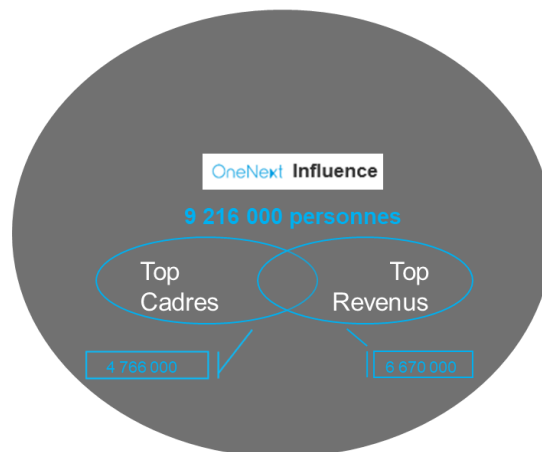 OneNext Influence
9 216 000 personnes
Top
Cadres
Top
Revenus
4 766 000
6 670 000